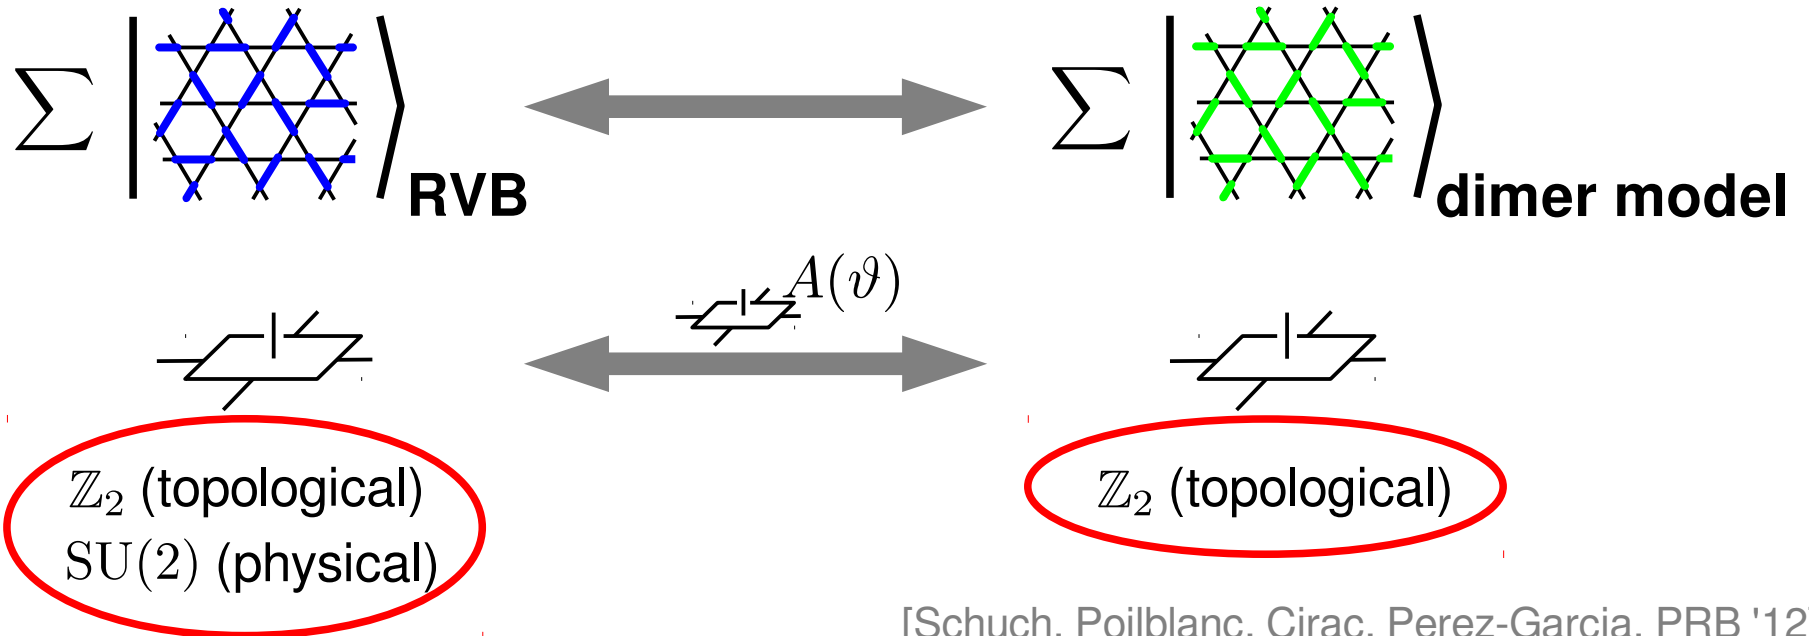 ∑ | ⟩RVB ∑ | ⟩dimer model
A(ϑ)
ℤ₂ (topological)
SU(2) (physical)
ℤ₂ (topological)
[Schuch, Poilblanc, Cirac, Perez-Garcia, PRB '12]